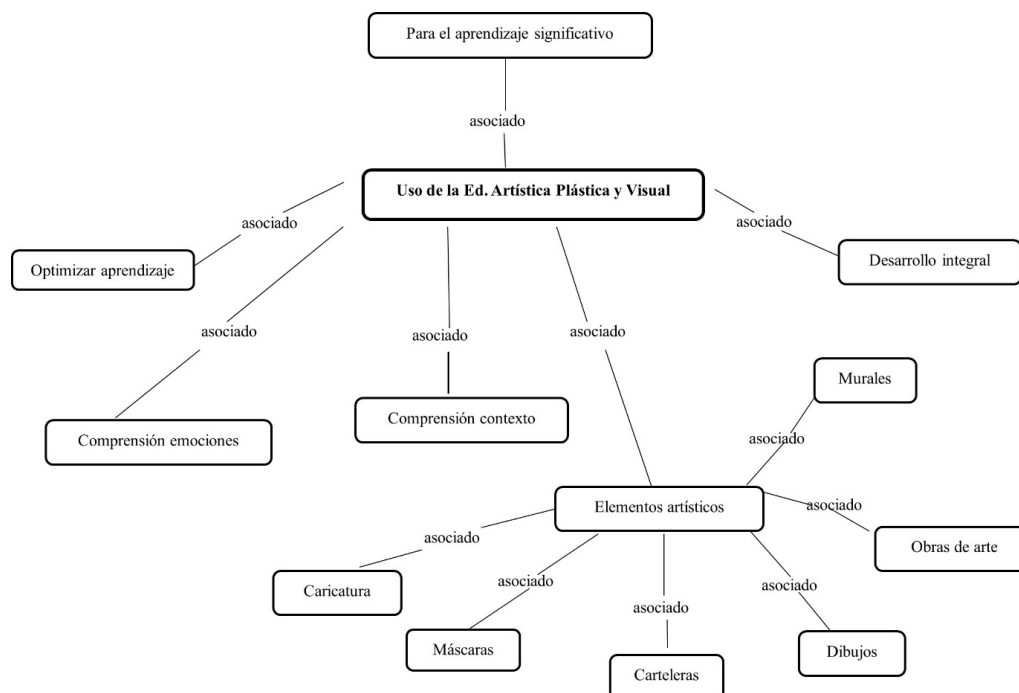 Para el aprendizaje significativo
asociado
Uso de la Ed. Artística Plástica y Visual
asociado
asociado
Optimizar aprendizaje
Desarrollo integral
asociado
asociado
asociado
Murales
Comprensión emociones
Comprensión contexto
asociado
Elementos artísticos
asociado
asociado
Obras de arte
Caricatura
asociado
asociado
asociado
Máscaras
Carteleras
Dibujos